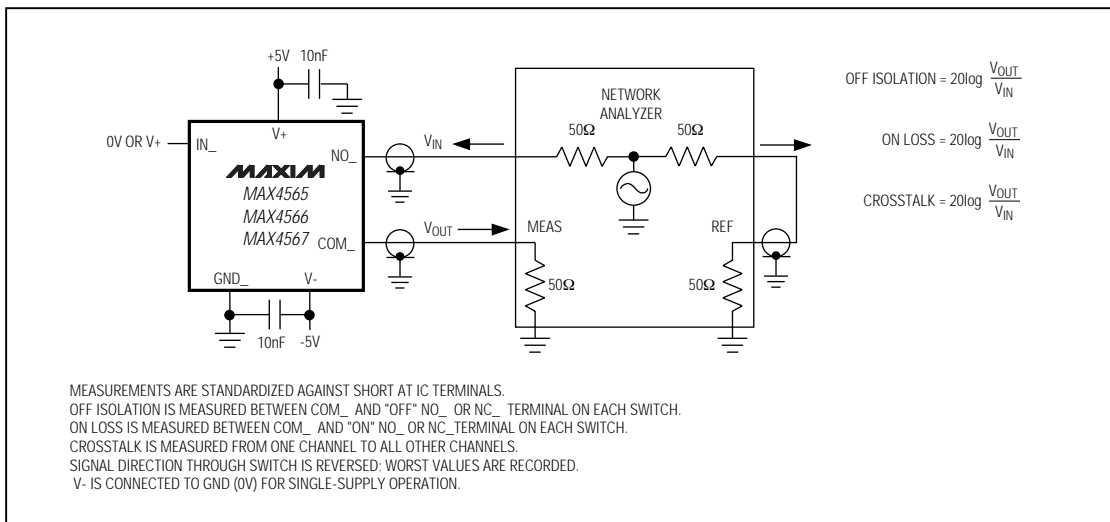 +5V
10nF
V+
0V OR V+
IN_
NO_
MAXIM
MAX4565
MAX4566
MAX4567
COM_
GND_
V-
10nF
-5V
VIN
VOUT
NETWORK
ANALYZER
50Ω
50Ω
MEAS
REF
50Ω
50Ω
OFF ISOLATION = 20log VOUT
VIN
ON LOSS = 20log VOUT
VIN
CROSSTALK = 20log VOUT
VIN
MEASUREMENTS ARE STANDARDIZED AGAINST SHORT AT IC TERMINALS.
OFF ISOLATION IS MEASURED BETWEEN COM_ AND "OFF" NO_ OR NC_ TERMINAL ON EACH SWITCH.
ON LOSS IS MEASURED BETWEEN COM_ AND "ON" NO_ OR NC_TERMINAL ON EACH SWITCH.
CROSSTALK IS MEASURED FROM ONE CHANNEL TO ALL OTHER CHANNELS.
SIGNAL DIRECTION THROUGH SWITCH IS REVERSED; WORST VALUES ARE RECORDED.
V- IS CONNECTED TO GND (0V) FOR SINGLE-SUPPLY OPERATION.